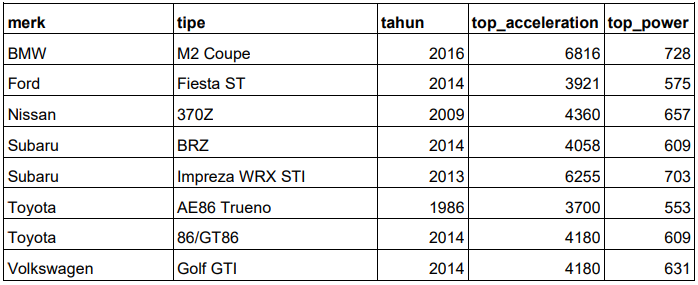 merk tipe tahun top_acceleration top_power
BMW M2 Coupe 2016 6816 728
Ford Fiesta ST 2014 3921 575
Nissan 370Z 2009 4360 657
Subaru BRZ 2014 4058 609
Subaru Impreza WRX STI 2013 6255 703
Toyota AE86 Trueno 1986 3700 553
Toyota 86/GT86 2014 4180 609
Volkswagen Golf GTI 2014 4180 631